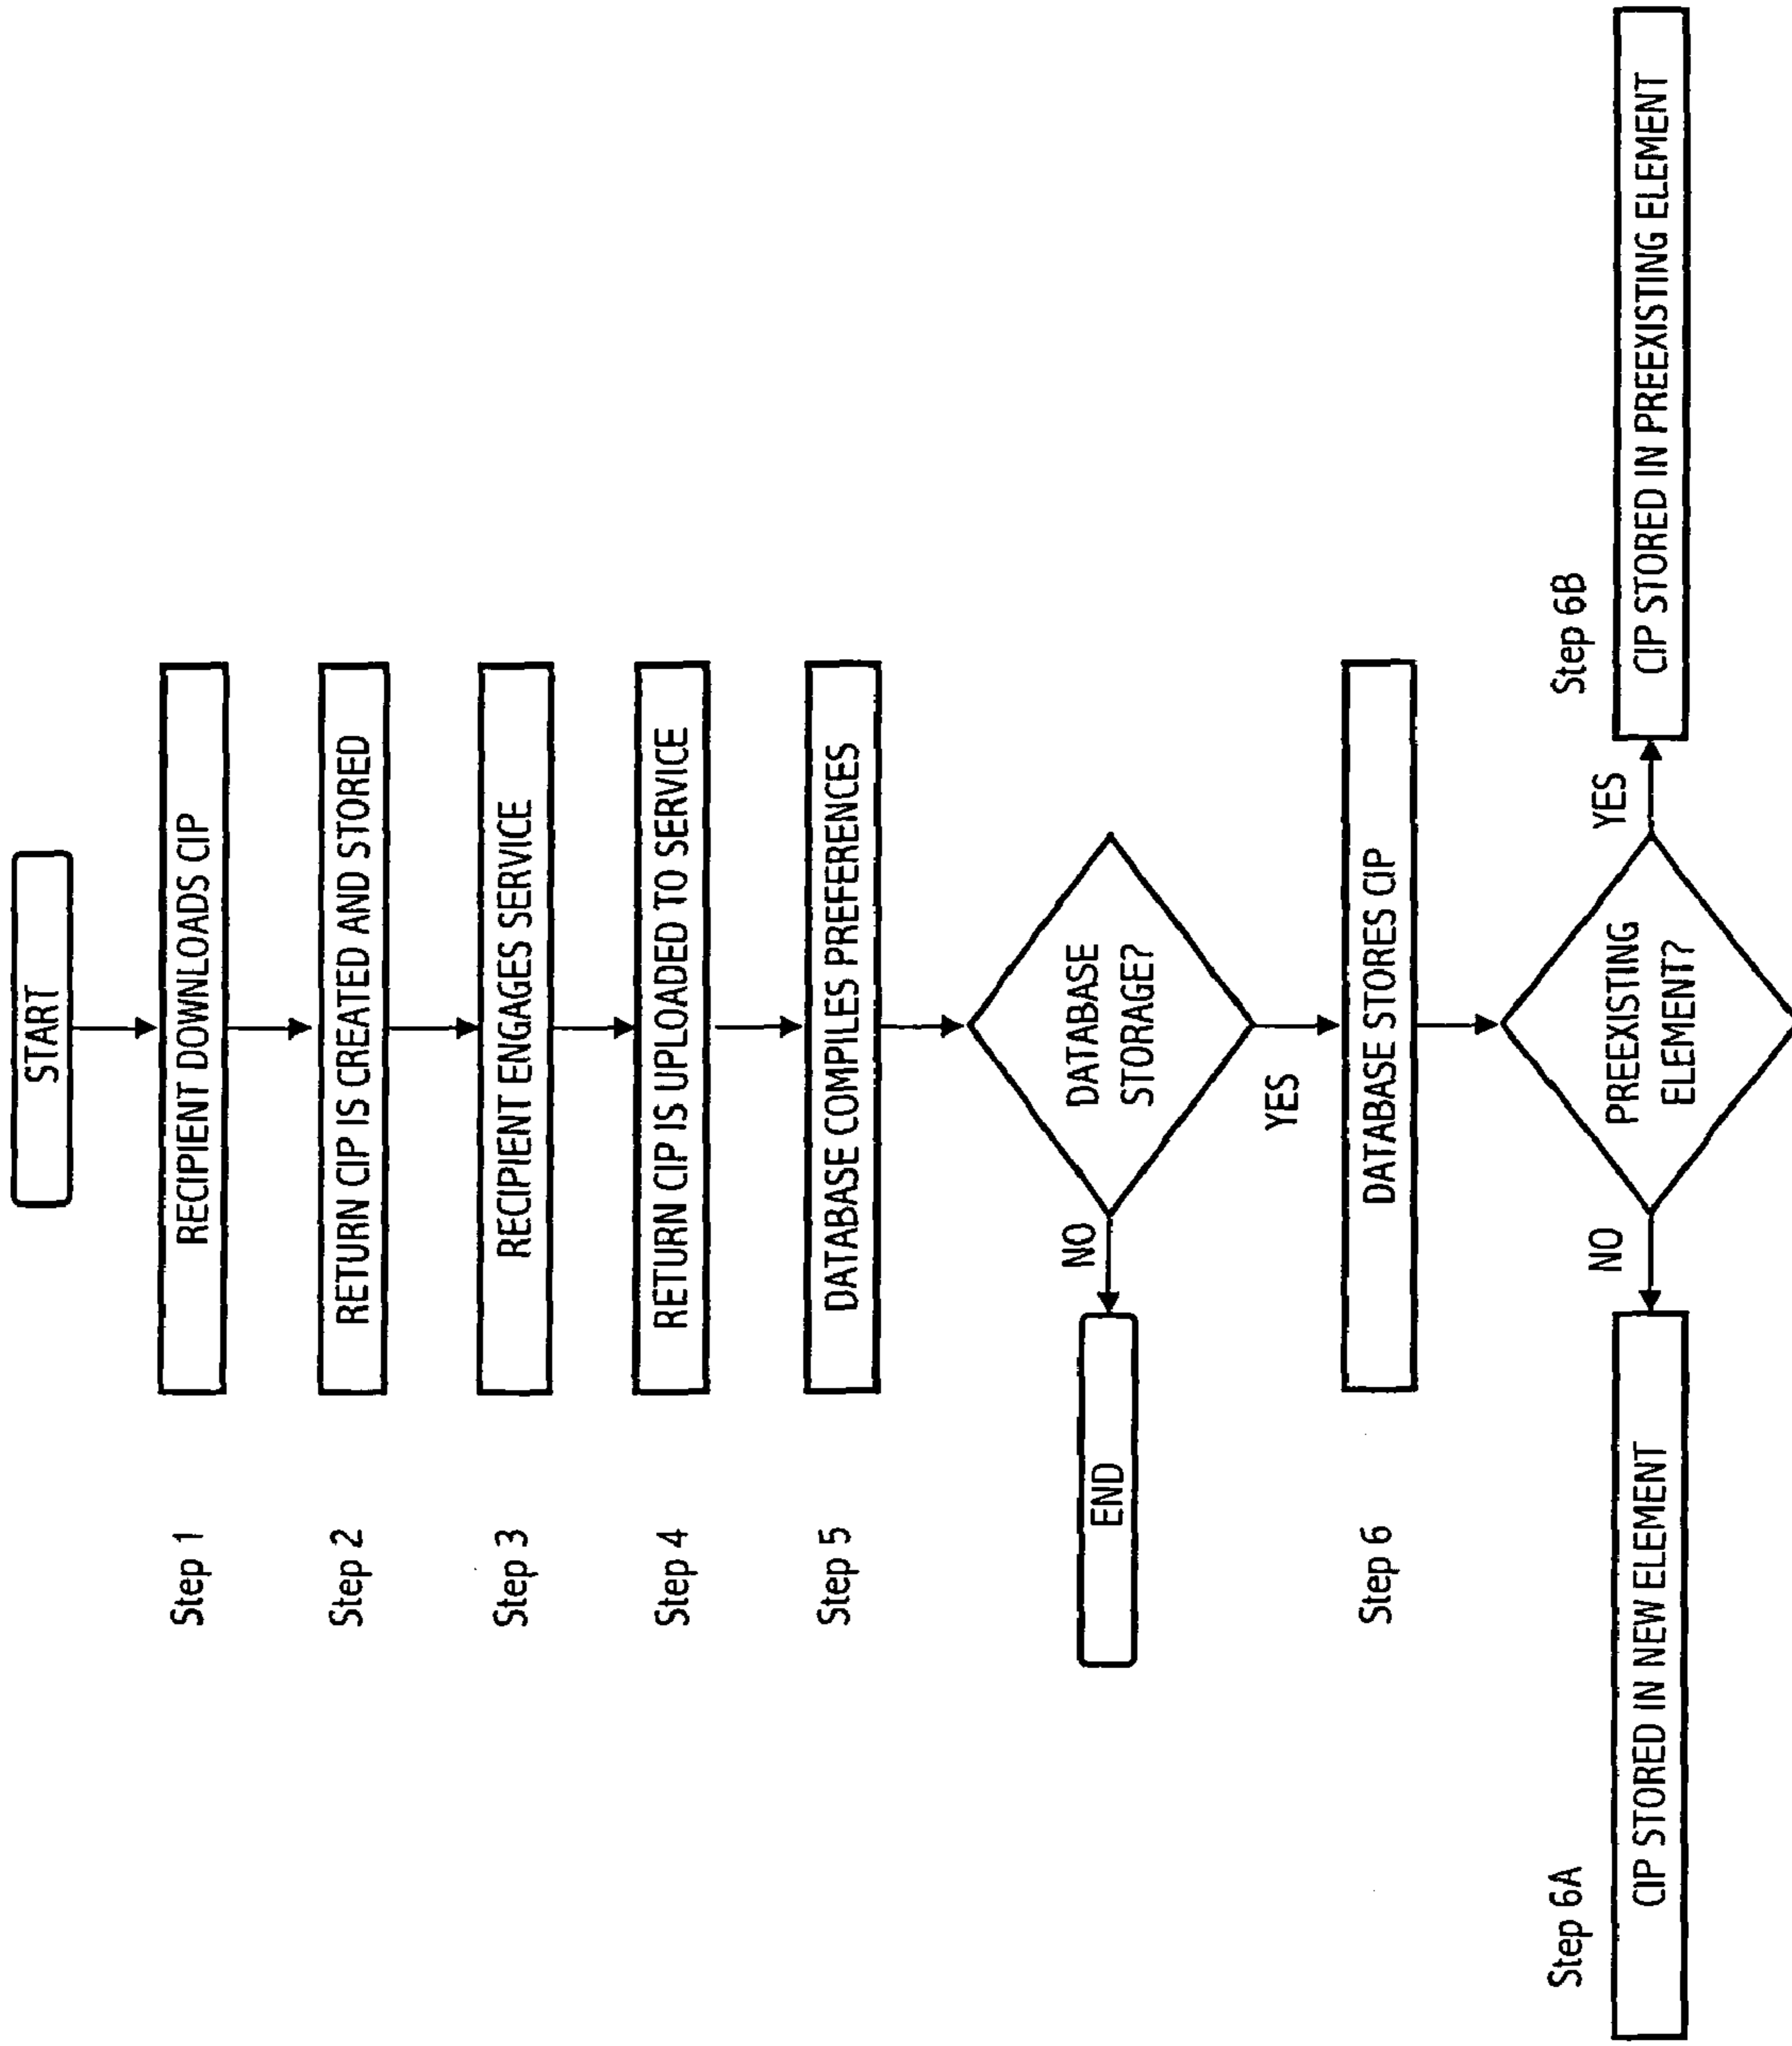 START
Step 1
RECIPIENT DOWNLOADS CIP
Step 2
RETURN CIP IS CREATED AND STORED
Step 3
RECIPIENT ENGAGES SERVICE
Step 4
RETURN CIP IS UPLOADED TO SERVICE
Step 5
DATABASE COMPILES PREFERENCES
DATABASE
STORAGE?
NO
END
YES
Step 6
DATABASE STORES CIP
PREEXISTING
ELEMENT?
NO
YES
Step 6A
CIP STORED IN NEW ELEMENT
Step 6B
CIP STORED IN PREEXISTING ELEMENT